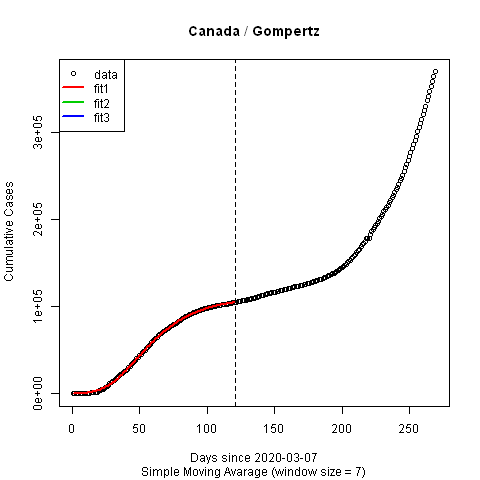 Canada / Gompertz
data
fit1
fit2
fit3
Cumulative Cases
0e+00
1e+05
2e+05
3e+05
0 50 100 150 200 250
Days since 2020-03-07
Simple Moving Avarage (window size = 7)